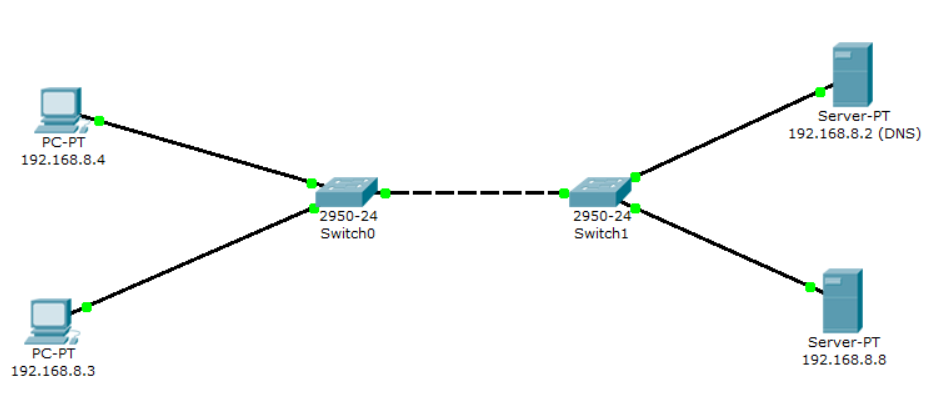 PC-PT
192.168.8.4
PC-PT
192.168.8.3
2950-24
Switch0
2950-24
Switch1
Server-PT
192.168.8.2 (DNS)
Server-PT
192.168.8.8